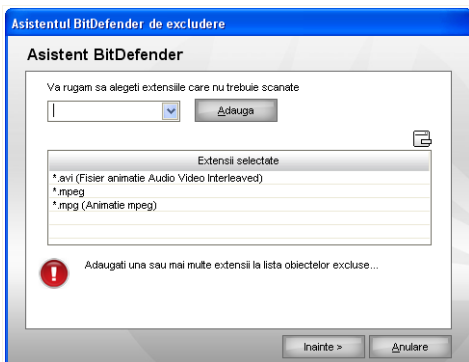 Asistentul BitDefender de excludere
Asistent BitDefender
Va rugam sa alegeti extensiile care nu trebuie scanate
Adauga
Extensii selectate
*.avi (Fisier animatie Audio Video Interleaved)
*.mpeg
*.mpg (Animatie mpeg)
Adaugati una sau mai multe extensii la lista obiectelor excluse...
Inainte > Anulare